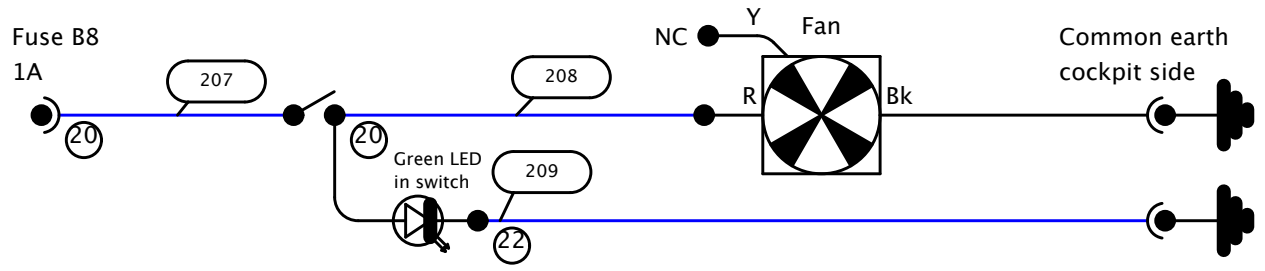 Fuse B8
1A
207
20
208
20
NC
Y
Fan
R
Bk
Common earth
cockpit side
Green LED
in switch
209
22